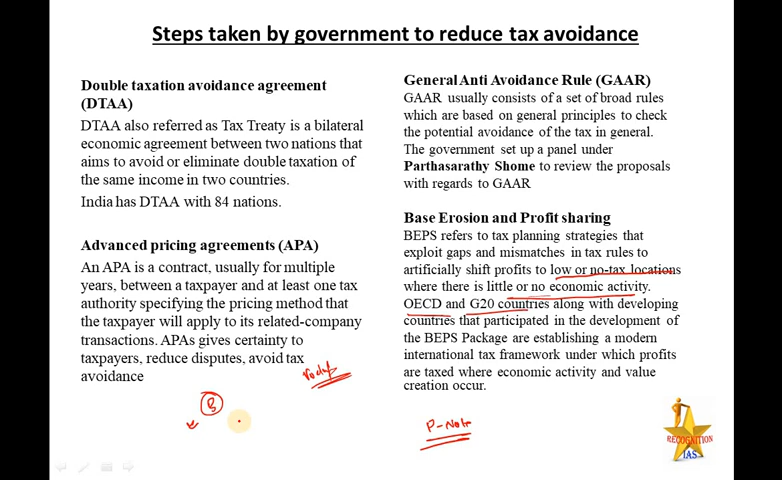 Steps taken by government to reduce tax avoidance
Double taxation avoidance agreement
(DTAA)
DTAA also referred as Tax Treaty is a bilateral
economic agreement between two nations that
aims to avoid or eliminate double taxation of
the same income in two countries.
India has DTAA with 84 nations.
Advanced pricing agreements (APA)
An APA is a contract, usually for multiple
years, between a taxpayer and at least one tax
authority specifying the pricing method that
the taxpayer will apply to its related-company
transactions. APAs gives certainty to
taxpayers, reduce disputes, avoid tax
avoidance
B
General Anti Avoidance Rule (GAAR)
GAAR usually consists of a set of broad rules
which are based on general principles to check
the potential avoidance of the tax in general.
The government set up a panel under
Parthasarathy Shome to review the proposals
with regards to GAAR
Base Erosion and Profit sharing
BEPS refers to tax planning strategies that
exploit gaps and mismatches in tax rules to
artificially shift profits to low or no-tax locations
where there is little or no economic activity.
OECD and G20 countries along with developing
countries that participated in the development of
the BEPS Package are establishing a modern
international tax framework under which profits
are taxed where economic activity and value
creation occur.
P-Note
RECOGNITION
IAS